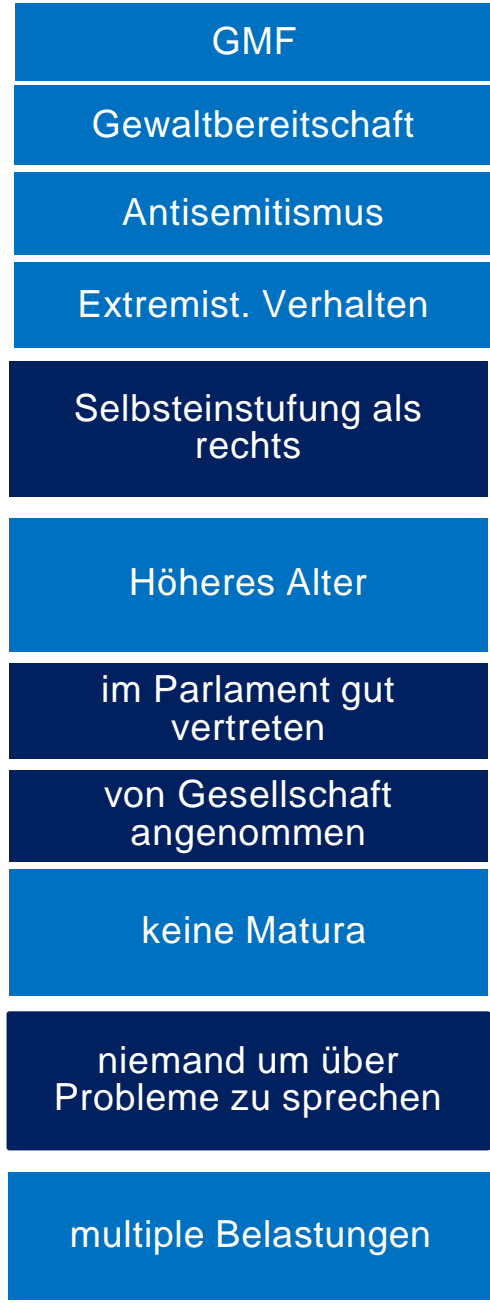 GMF
Gewaltbereitschaft
Antisemitismus
Extremist. Verhalten
Selbsteinstufung als
rechts
Höheres Alter
im Parlament gut
vertreten
von Gesellschaft
angenommen
keine Matura
niemand um über
Probleme zu sprechen
multiple Belastungen